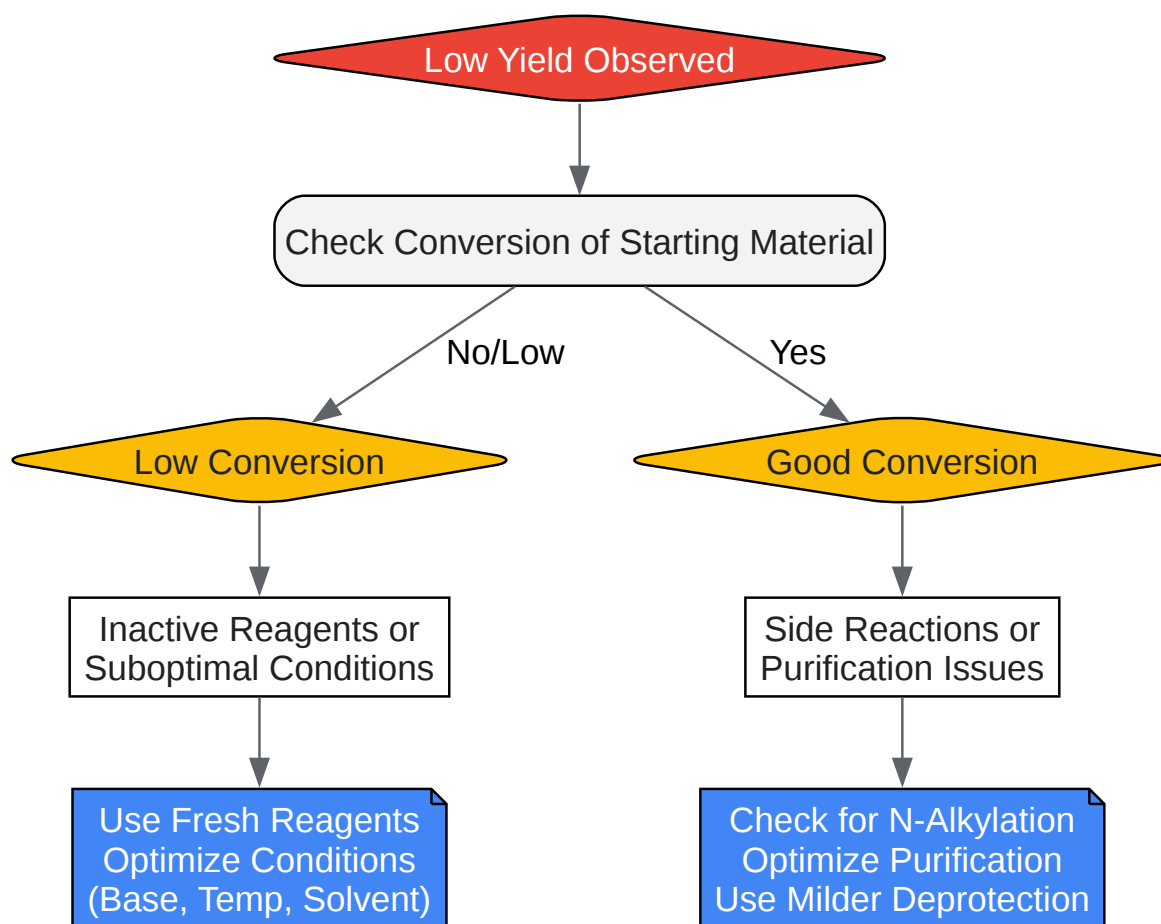 Low Yield Observed
Check Conversion of Starting Material
No/Low
Yes
Low Conversion
Good Conversion
Inactive Reagents or
Suboptimal Conditions
Side Reactions or
Purification Issues
Use Fresh Reagents
Optimize Conditions
(Base, Temp, Solvent)
Check for N-Alkylation
Optimize Purification
Use Milder Deprotection